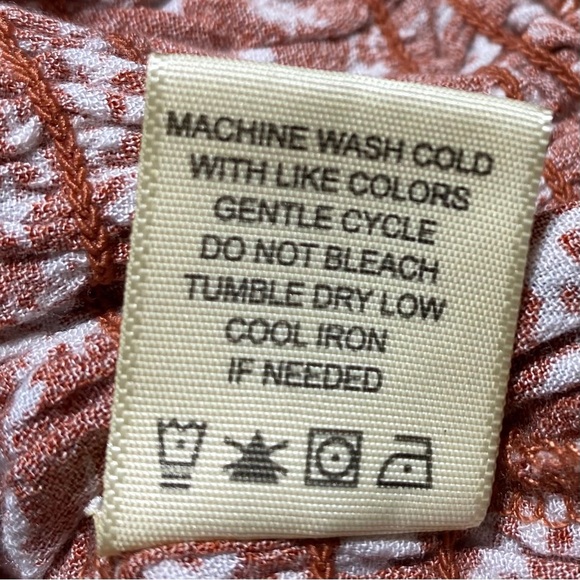 MACHINE WASH COLD
WITH LIKE COLORS
GENTLE CYCLE
DO NOT BLEACH
TUMBLE DRY LOW
COOL IRON
IF NEEDED